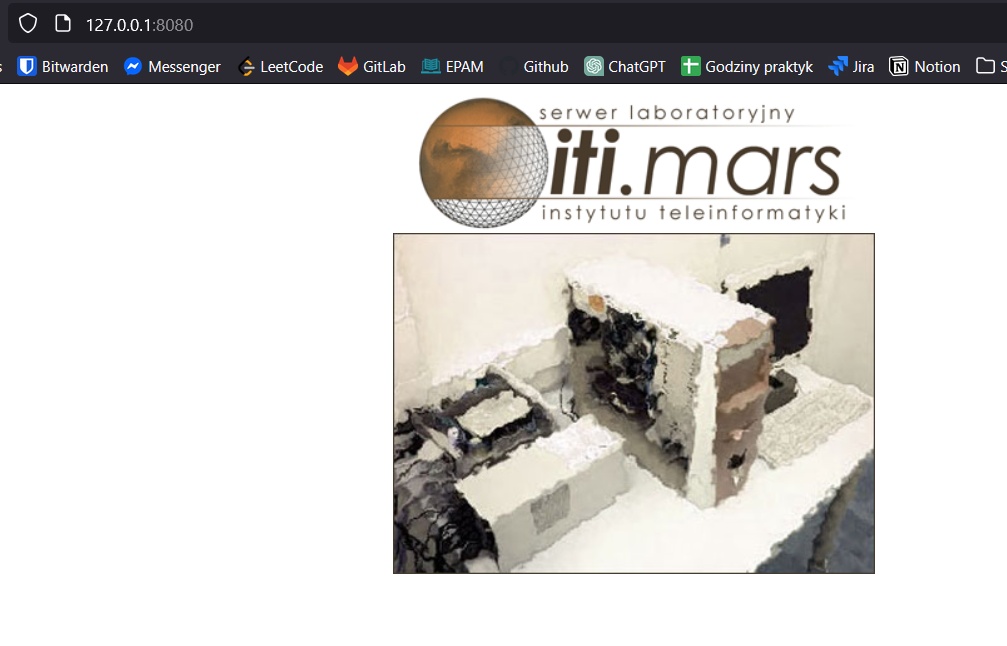 127.0.0.1:8080
s Bitwarden Messenger LeetCode GitLab EPAM Github ChatGPT Godziny praktyk Jira Notion S
serwer laboratoryjny
iti.mars
instytutu teleinformatyki